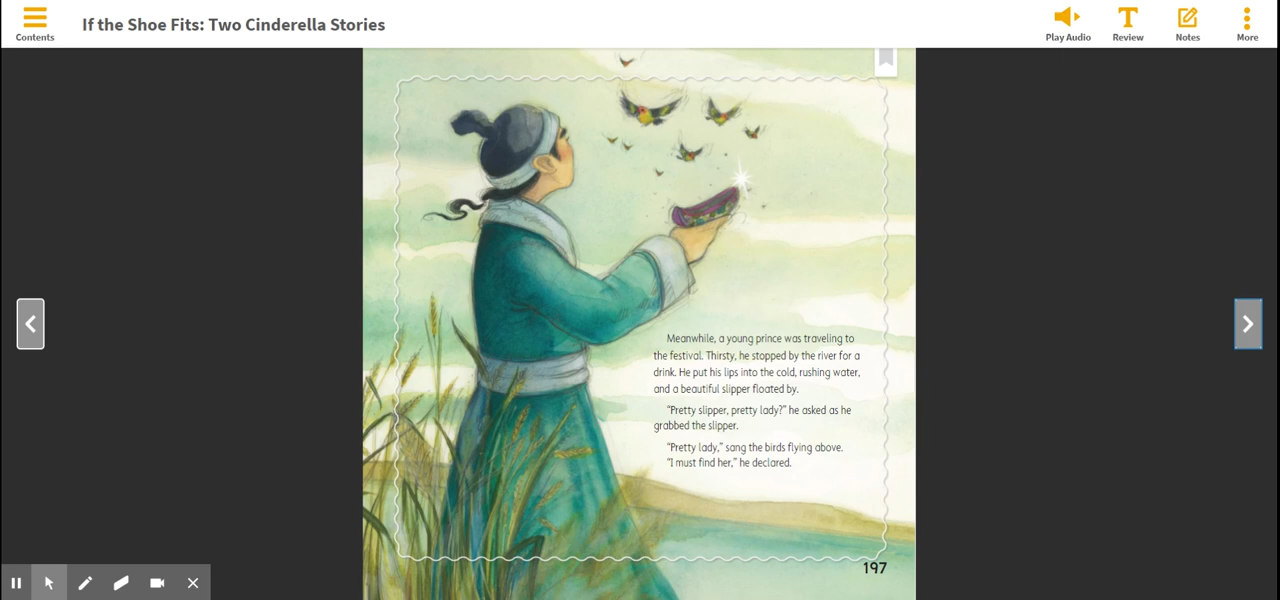 Contents
If the Shoe Fits: Two Cinderella Stories
Play Audio
Review
Notes
More
Meanwhile, a young prince was traveling to
the festival. Thirsty, he stopped by the river for a
drink. He put his lips into the cold, rushing water,
and a beautiful slipper floated by.
“Pretty slipper, pretty lady?” he asked as he
grabbed the slipper.
“Pretty lady,” sang the birds flying above.
“I must find her,” he declared.
197